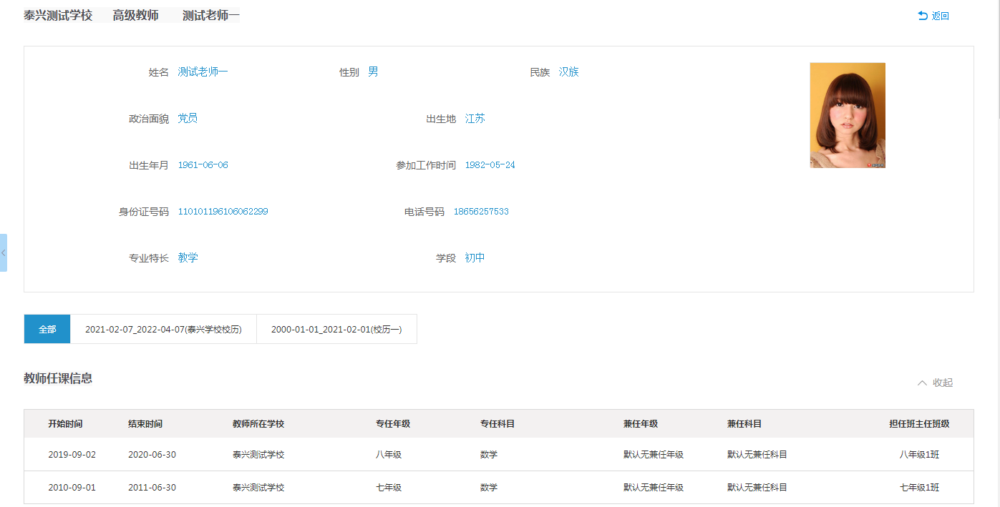 泰兴测试学校 高级教师 测试老师一 返回
姓名 测试老师一 性别 男 民族 汉族
政治面貌 党员 出生地 江苏
出生年月 1961-06-06 参加工作时间 1982-05-24
身份证号码 110101196106062299 电话号码 18656257533
专业特长 教学 学段 初中
全部 2021-02-07_2022-04-07(泰兴学校校历) 2000-01-01_2021-02-01(校历一)
教师任课信息 收起
开始时间 结束时间 教师所在学校 专任年级 专任科目 兼任年级 兼任科目 担任班主任班级
2019-09-02 2020-06-30 泰兴测试学校 八年级 数学 默认无兼任年级 默认无兼任科目 八年级1班
2010-09-01 2011-06-30 泰兴测试学校 七年级 数学 默认无兼任年级 默认无兼任科目 七年级1班